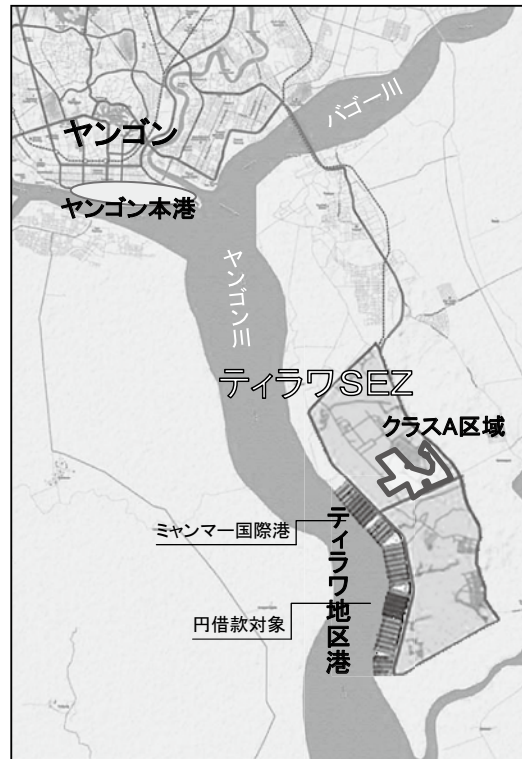 バゴー川
ヤンゴン
ヤンゴン本港
ヤンゴン川
ティラワSEZ
クラスA区域
ミャンマー国際港
ティラワ地区港
円借款対象